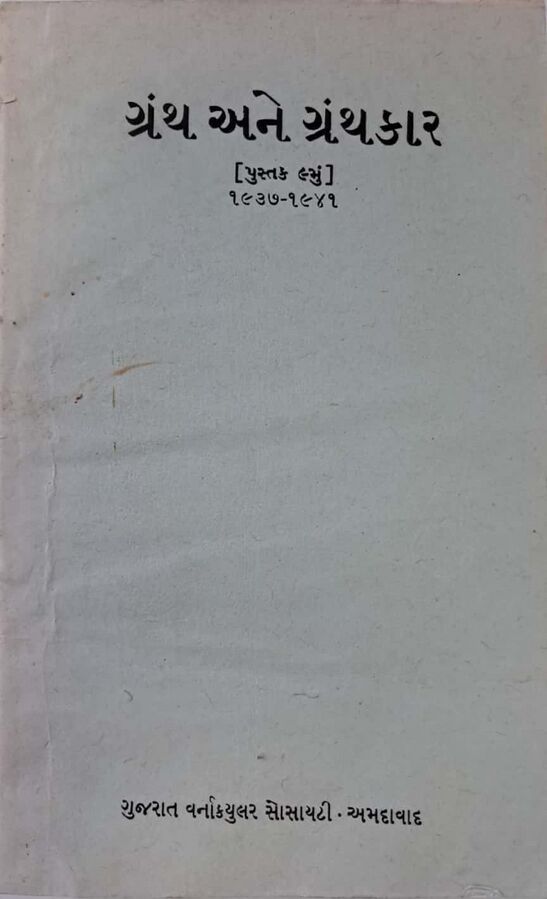 ગ્રંથ અને ગ્રંથકાર
[પુસ્તક ૯મું]
૧૯૩૭-૧૯૪૧
ગુજરાત વર્નાક્યુલર સોસાયટી · અમદાવાદ